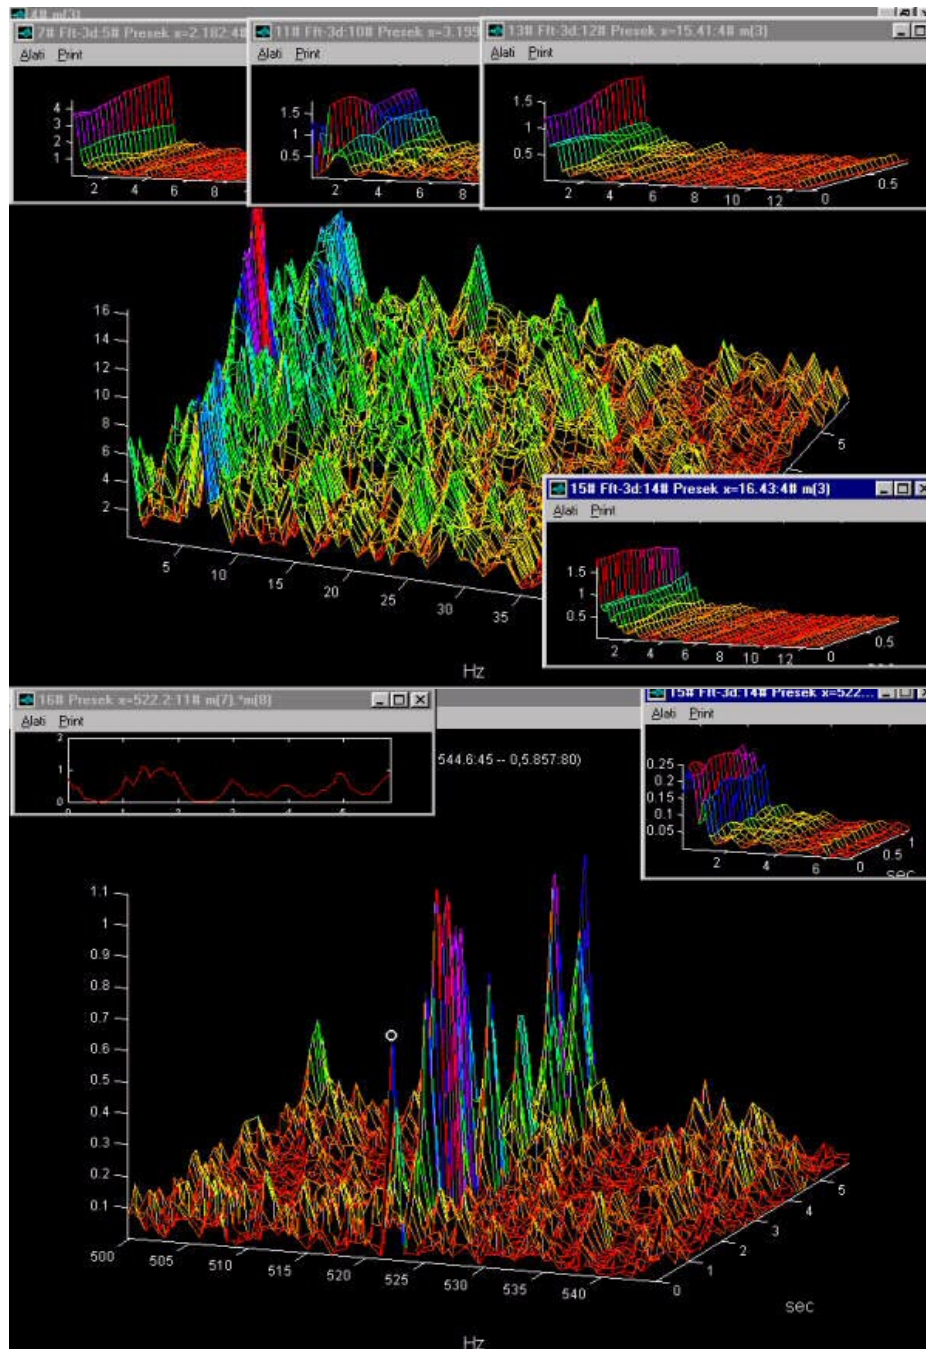 4# m(3)
7# Fft-3d:5# Presek x=2.182:4#
Alati Print
4
3
2
1
2 4 6 8
11# Fft-3d:10# Presek x=3.195
Alati Print
1.5
1
0.5
2 4 6 8
13# Fft-3d:12# Presek x=15.41:4# m(3)
Alati Print
1.5
1
0.5
2 4 6 8 10 12
0 0.5
16
14
12
10
8
6
4
2
5 10 15 20 25 30 35
5
Hz
15# Fft-3d:14# Presek x=16.43:4# m(3)
Alati Print
1.5
1
0.5
2 4 6 8 10 12
0 0.5
16# Presek x=522.2:11# m(7).*m(8)
Alati Print
2
1
0
544.6:45 -- 0,5.857:80)
15# Fft-3d:14# Presek x=522...
Alati Print
0.25
0.2
0.15
0.1
0.05
2 4 6
0 0.5 1
sec
1.1
1
0.9
0.8
0.7
0.6
0.5
0.4
0.3
0.2
0.1
500 505 510 515 520 525 530 535 540
0 1 2 3 4 5
sec
Hz